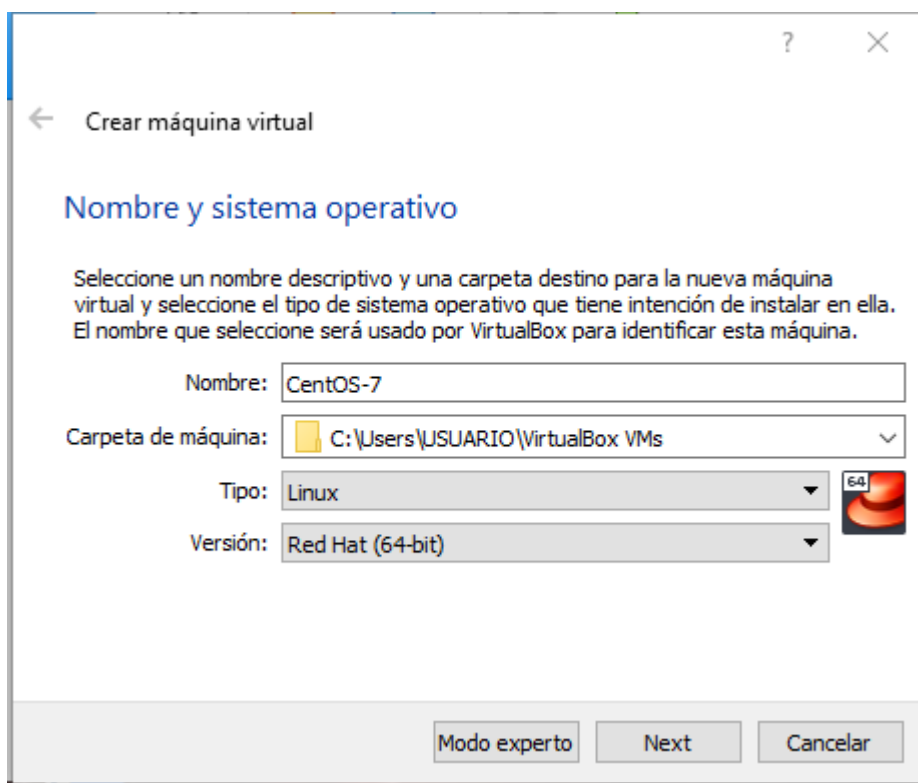 ?
Crear máquina virtual
Nombre y sistema operativo
Seleccione un nombre descriptivo y una carpeta destino para la nueva máquina
virtual y seleccione el tipo de sistema operativo que tiene intención de instalar en ella.
El nombre que seleccione será usado por VirtualBox para identificar esta máquina.
Nombre: CentOS-7
Carpeta de máquina: C:\Users\USUARIO\VirtualBox VMs
Tipo: Linux
64
Versión: Red Hat (64-bit)
Modo experto Next Cancelar